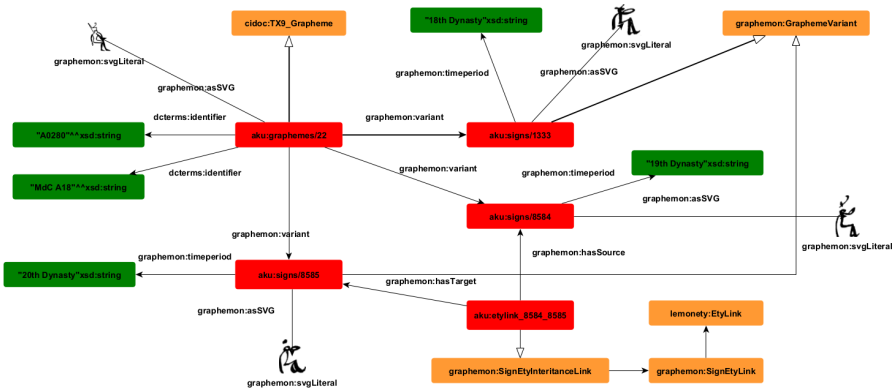 cidoc:TX9_Grapheme
"18th Dynasty"xsd:string
graphemon:GraphemeVariant
graphemon:svgLiteral
graphemon:svgLiteral
graphemon:timeperiod
graphemon:asSVG
graphemon:asSVG
dcterms:identifier
graphemon:variant
"A0280"^^xsd:string
aku:graphemes/22
aku:signs/1333
graphemon:variant
"19th Dynasty"xsd:string
graphemon:timeperiod
dcterms:identifier
"MdC A18"^^xsd:string
graphemon:asSVG
aku:signs/8584
graphemon:variant
graphemon:svgLiteral
graphemon:hasSource
graphemon:timeperiod
"20th Dynasty"xsd:string
aku:signs/8585
graphemon:hasTarget
graphemon:asSVG
aku:etylink_8584_8585
lemonety:EtyLink
graphemon:SignEtyInteritanceLink
graphemon:SignEtyLink
graphemon:svgLiteral